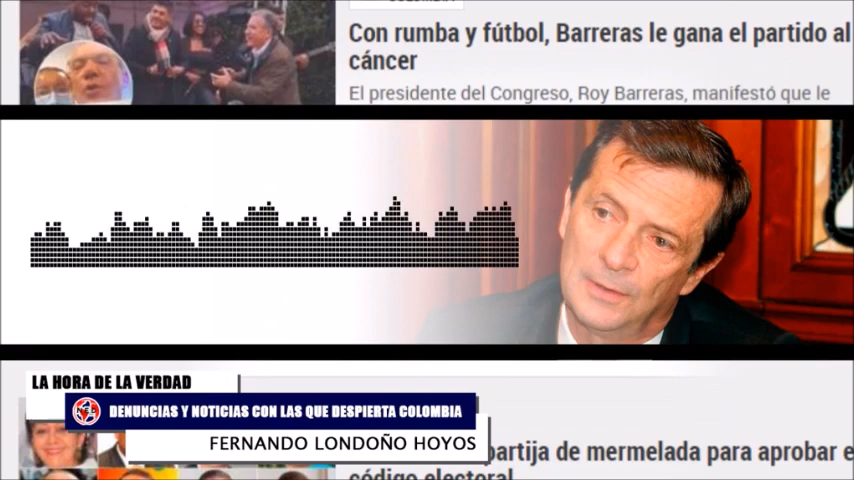 Con rumba y fútbol, Barreras le gana el partido al
cáncer
El presidente del Congreso, Roy Barreras, manifestó que le
LA HORA DE LA VERDAD
DENUNCIAS Y NOTICIAS CON LAS QUE DESPIERTA COLOMBIA
FERNANDO LONDOÑO HOYOS
partija de mermelada para aprobar e
código electoral